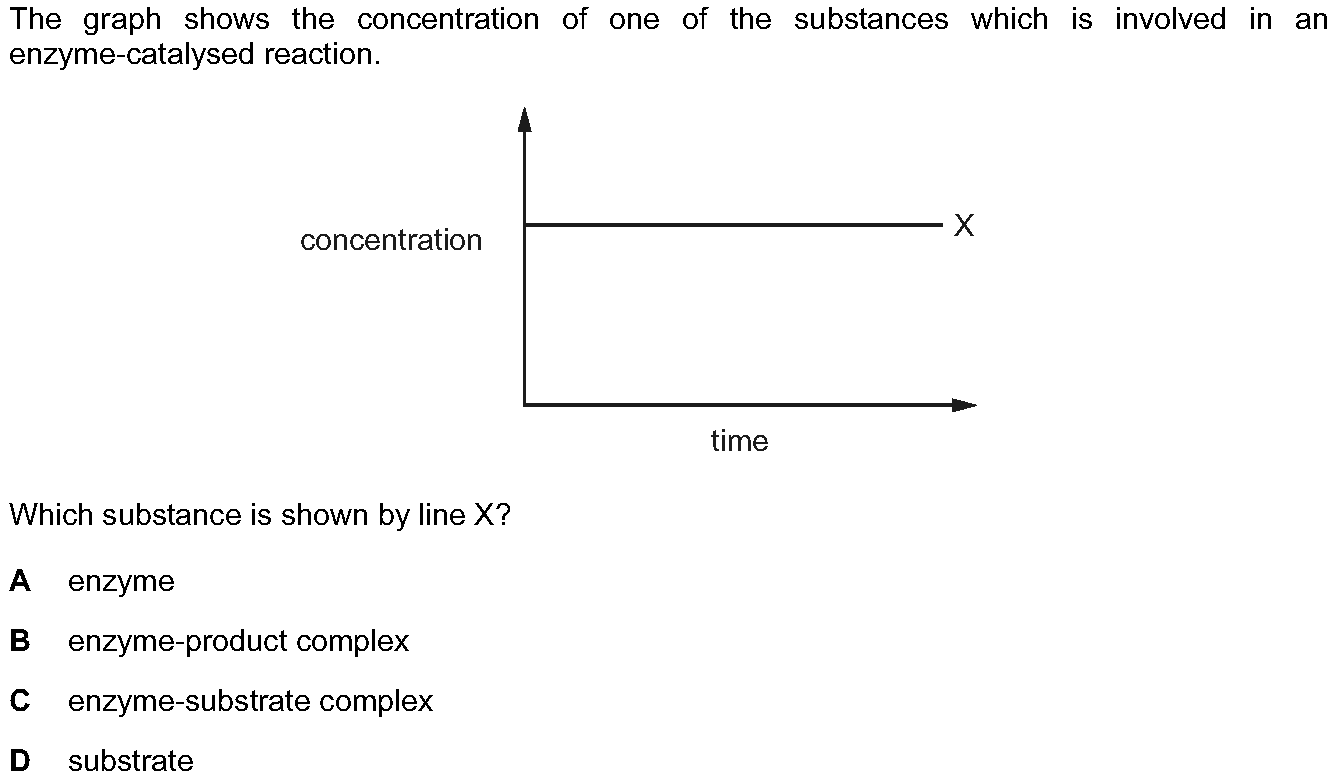 The graph shows the concentration of one of the substances which is involved in an
enzyme-catalysed reaction.
concentration
X
time
Which substance is shown by line X?
A enzyme
B enzyme-product complex
C enzyme-substrate complex
D substrate